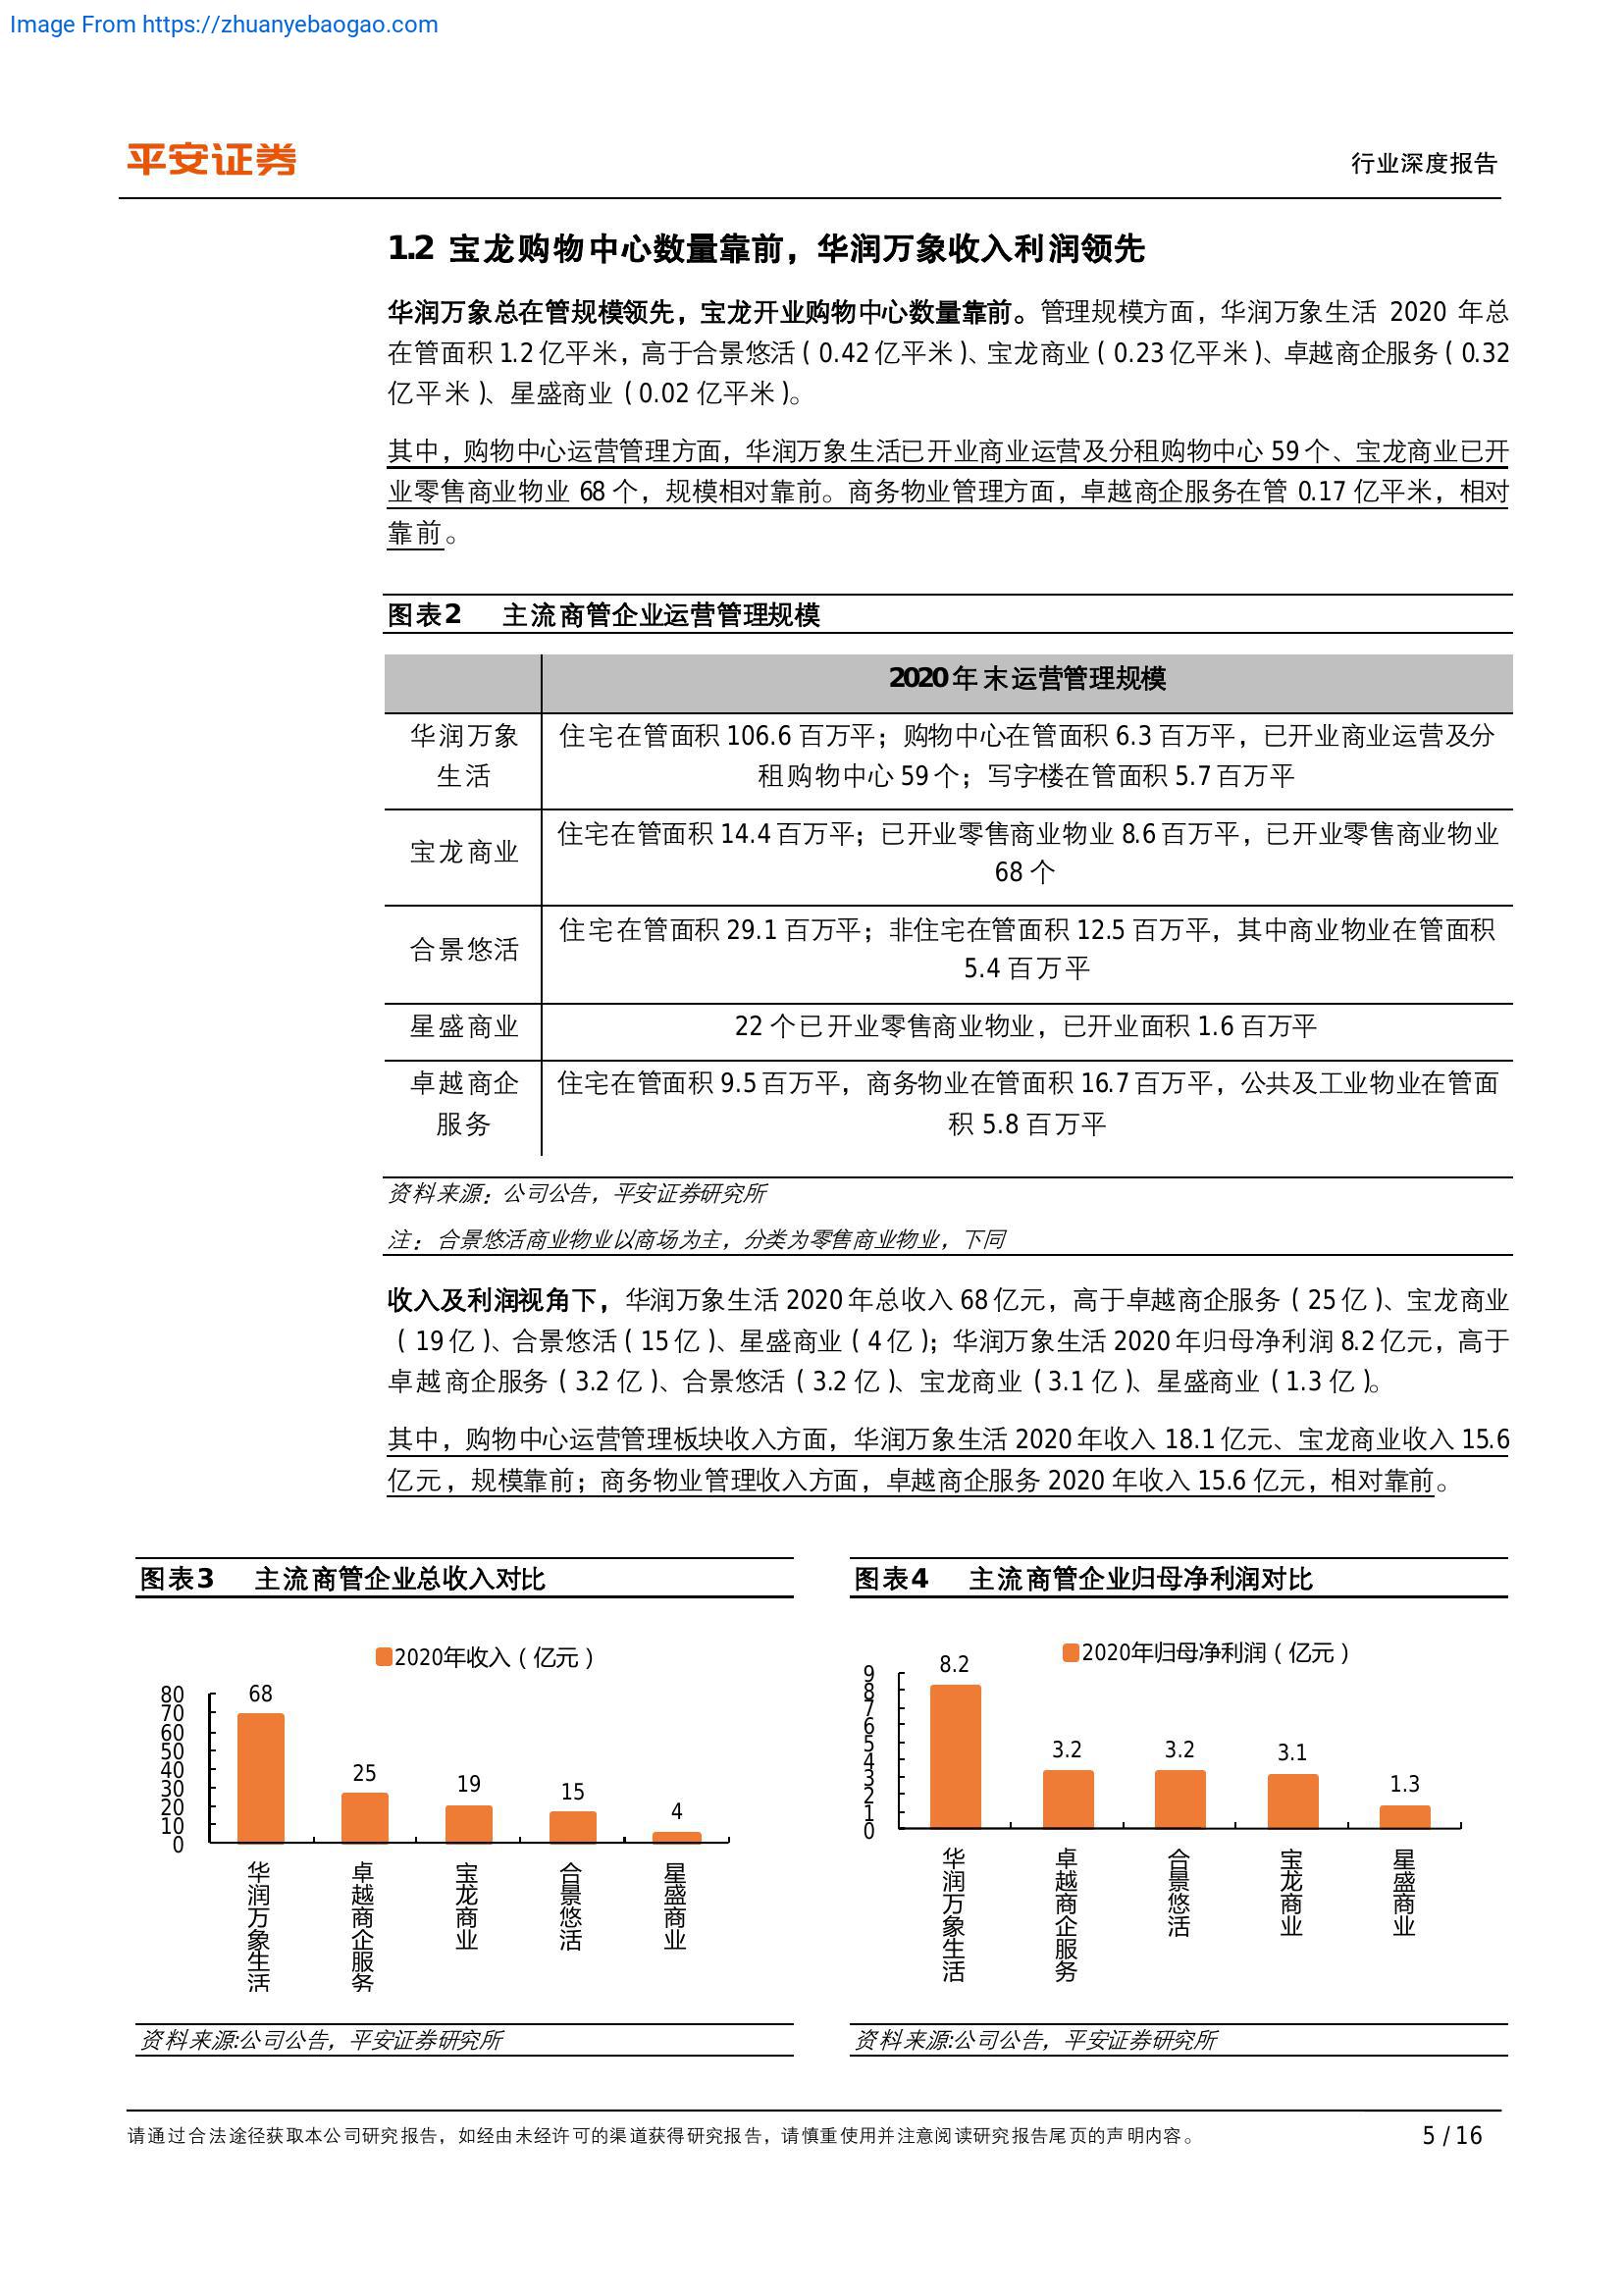 Image From https://zhuanyebaogao.com
平安证券
行业深度报告
1.2 宝龙购物中心数量靠前，华润万象收入利润领先
华润万象总在管规模领先，宝龙开业购物中心数量靠前。管理规模方面，华润万象生活 2020 年总
在管面积 1.2 亿平米，高于合景悠活（0.42 亿平米）、宝龙商业（0.23 亿平米）、卓越商企服务（0.32
亿平米）、星盛商业（0.02 亿平米）。
其中，购物中心运营管理方面，华润万象生活已开业商业运营及分租购物中心 59 个、宝龙商业已开
业零售商业物业 68 个，规模相对靠前。商务物业管理方面，卓越商企服务在管 0.17 亿平米，相对
靠前。
图表2 主流商管企业运营管理规模
2020 年末运营管理规模
华润万象
生活
住宅在管面积 106.6 百万平；购物中心在管面积 6.3 百万平，已开业商业运营及分
租购物中心 59 个；写字楼在管面积 5.7 百万平
宝龙商业
住宅在管面积 14.4 百万平；已开业零售商业物业 8.6 百万平，已开业零售商业物业
68 个
合景悠活
住宅在管面积 29.1 百万平；非住宅在管面积 12.5 百万平，其中商业物业在管面积
5.4 百万平
星盛商业
22 个已开业零售商业物业，已开业面积 1.6 百万平
卓越商企
服务
住宅在管面积 9.5 百万平，商务物业在管面积 16.7 百万平，公共及工业物业在管面
积 5.8 百万平
资料来源：公司公告，平安证券研究所
注：合景悠活商业物业以商场为主，分类为零售商业物业，下同
收入及利润视角下，华润万象生活 2020 年总收入 68 亿元，高于卓越商企服务（25 亿）、宝龙商业
（19 亿）、合景悠活（15 亿）、星盛商业（4 亿）；华润万象生活 2020 年归母净利润 8.2 亿元，高于
卓越商企服务（3.2 亿）、合景悠活（3.2 亿）、宝龙商业（3.1 亿）、星盛商业（1.3 亿）。
其中，购物中心运营管理板块收入方面，华润万象生活 2020 年收入 18.1 亿元、宝龙商业收入 15.6
亿元，规模靠前；商务物业管理收入方面，卓越商企服务 2020 年收入 15.6 亿元，相对靠前。
图表3 主流商管企业总收入对比
2020年收入（亿元）
80
70
60
50
40
30
20
10
0
68
25
19
15
4
华润万象生活
卓越商企服务
宝龙商业
合景悠活
星盛商业
资料来源:公司公告，平安证券研究所
图表4 主流商管企业归母净利润对比
2020年归母净利润（亿元）
9
8
7
6
5
4
3
2
1
0
8.2
3.2
3.2
3.1
1.3
华润万象生活
卓越商企服务
合景悠活
宝龙商业
星盛商业
资料来源:公司公告，平安证券研究所
请通过合法途径获取本公司研究报告，如经由未经许可的渠道获得研究报告，请慎重使用并注意阅读研究报告尾页的声明内容。
5 / 16